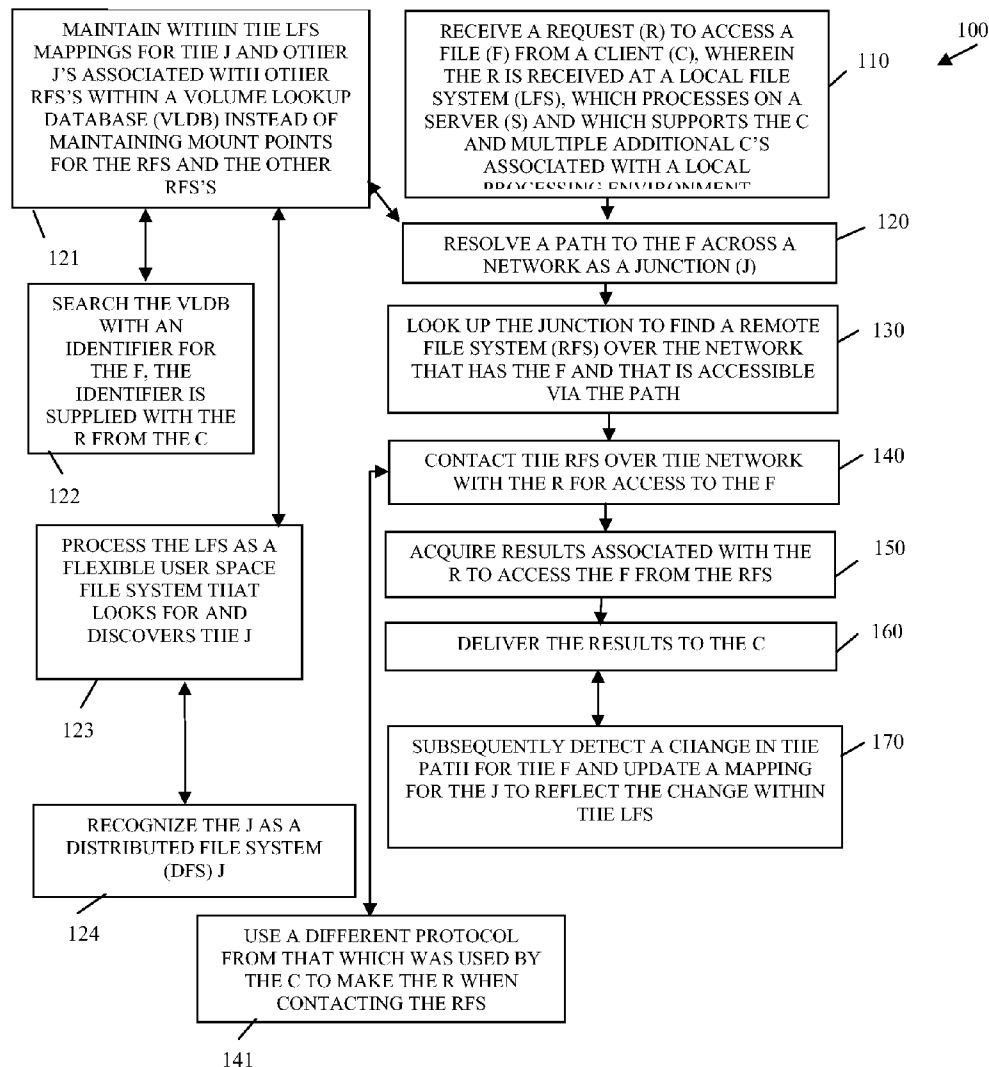 MAINTAIN WITHIN THE LFS
MAPPINGS FOR THE J AND OTHER
J'S ASSOCIATED WITH OTHER
RFS'S WITHIN A VOLUME LOOKUP
DATABASE (VLDB) INSTEAD OF
MAINTAINING MOUNT POINTS
FOR THE RFS AND THE OTHER
RFS'S
121
SEARCH THE VLDB
WITH AN
IDENTIFIER FOR
THE F, THE
IDENTIFIER IS
SUPPLIED WITH THE
R FROM THE C
122
PROCESS THE LFS AS A
FLEXIBLE USER SPACE
FILE SYSTEM THAT
LOOKS FOR AND
DISCOVERS THE J
123
RECOGNIZE THE J AS A
DISTRIBUTED FILE SYSTEM
(DFS) J
124
100
RECEIVE A REQUEST (R) TO ACCESS A
FILE (F) FROM A CLIENT (C), WHEREIN
THE R IS RECEIVED AT A LOCAL FILE
SYSTEM (LFS), WHICH PROCESSES ON A
SERVER (S) AND WHICH SUPPORTS THE C
AND MULTIPLE ADDITIONAL C'S
ASSOCIATED WITH A LOCAL
PROCESSING ENVIRONMENT
110
RESOLVE A PATH TO THE F ACROSS A
NETWORK AS A JUNCTION (J)
120
LOOK UP THE JUNCTION TO FIND A REMOTE
FILE SYSTEM (RFS) OVER THE NETWORK
THAT HAS THE F AND THAT IS ACCESSIBLE
VIA THE PATH
130
CONTACT THE RFS OVER THE NETWORK
WITH THE R FOR ACCESS TO THE F
140
ACQUIRE RESULTS ASSOCIATED WITH THE
R TO ACCESS THE F FROM THE RFS
150
DELIVER THE RESULTS TO THE C
160
SUBSEQUENTLY DETECT A CHANGE IN THE
PATH FOR THE F AND UPDATE A MAPPING
FOR THE J TO REFLECT THE CHANGE WITHIN
THE LFS
170
USE A DIFFERENT PROTOCOL
FROM THAT WHICH WAS USED BY
THE C TO MAKE THE R WHEN
CONTACTING THE RFS
141